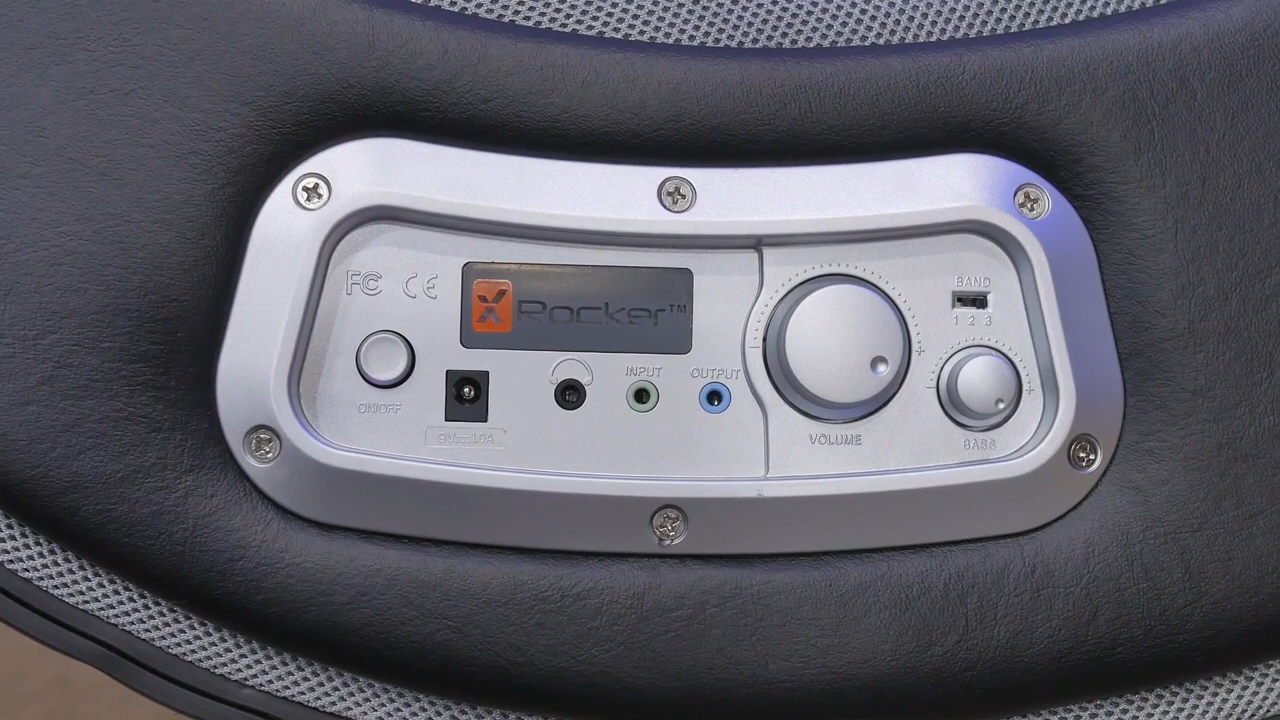 FC CE
X Rocker™
ON/OFF
INPUT
OUTPUT
VOLUME
BAND
1 2 3
BASS
- +
- +